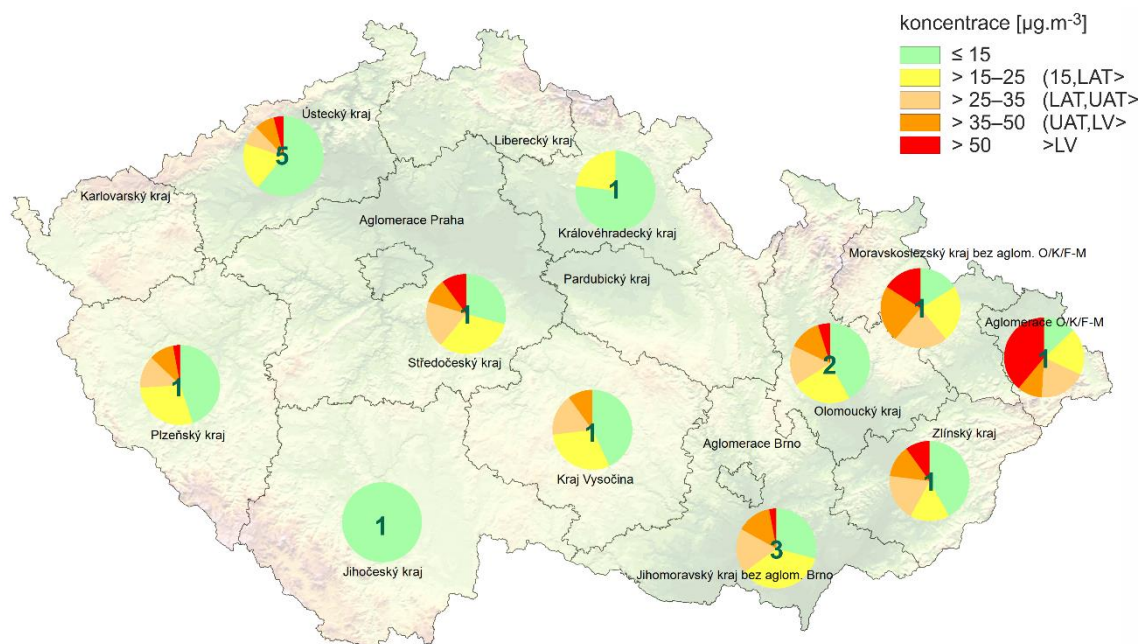 koncentrace [µg.m-3]
≤ 15
> 15–25 (15,LAT>
> 25–35 (LAT,UAT>
> 35–50 (UAT,LV>
> 50 >LV
Ústecký kraj
5
Liberecký kraj
Karlovarský kraj
1
Aglomerace Praha
Královéhradecký kraj
Moravskoslezský kraj bez aglom. O/K/F-M
Pardubický kraj
1
1
Aglomerace O/K/F-M
1
Středočeský kraj
2
1
Plzeňský kraj
Olomoucký kraj
1
Zlínský kraj
Aglomerace Brno
Kraj Vysočina
1
1
3
Jihočeský kraj
Jihomoravský kraj bez aglom. Brno